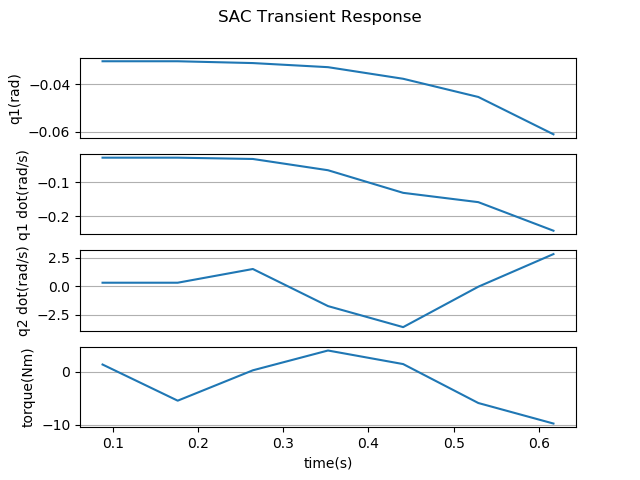 SAC Transient Response
q1(rad)
−0.04
−0.06
q1 dot(rad/s)
−0.1
−0.2
q2 dot(rad/s)
2.5
0.0
−2.5
torque(Nm)
0
−10
0.1 0.2 0.3 0.4 0.5 0.6
time(s)